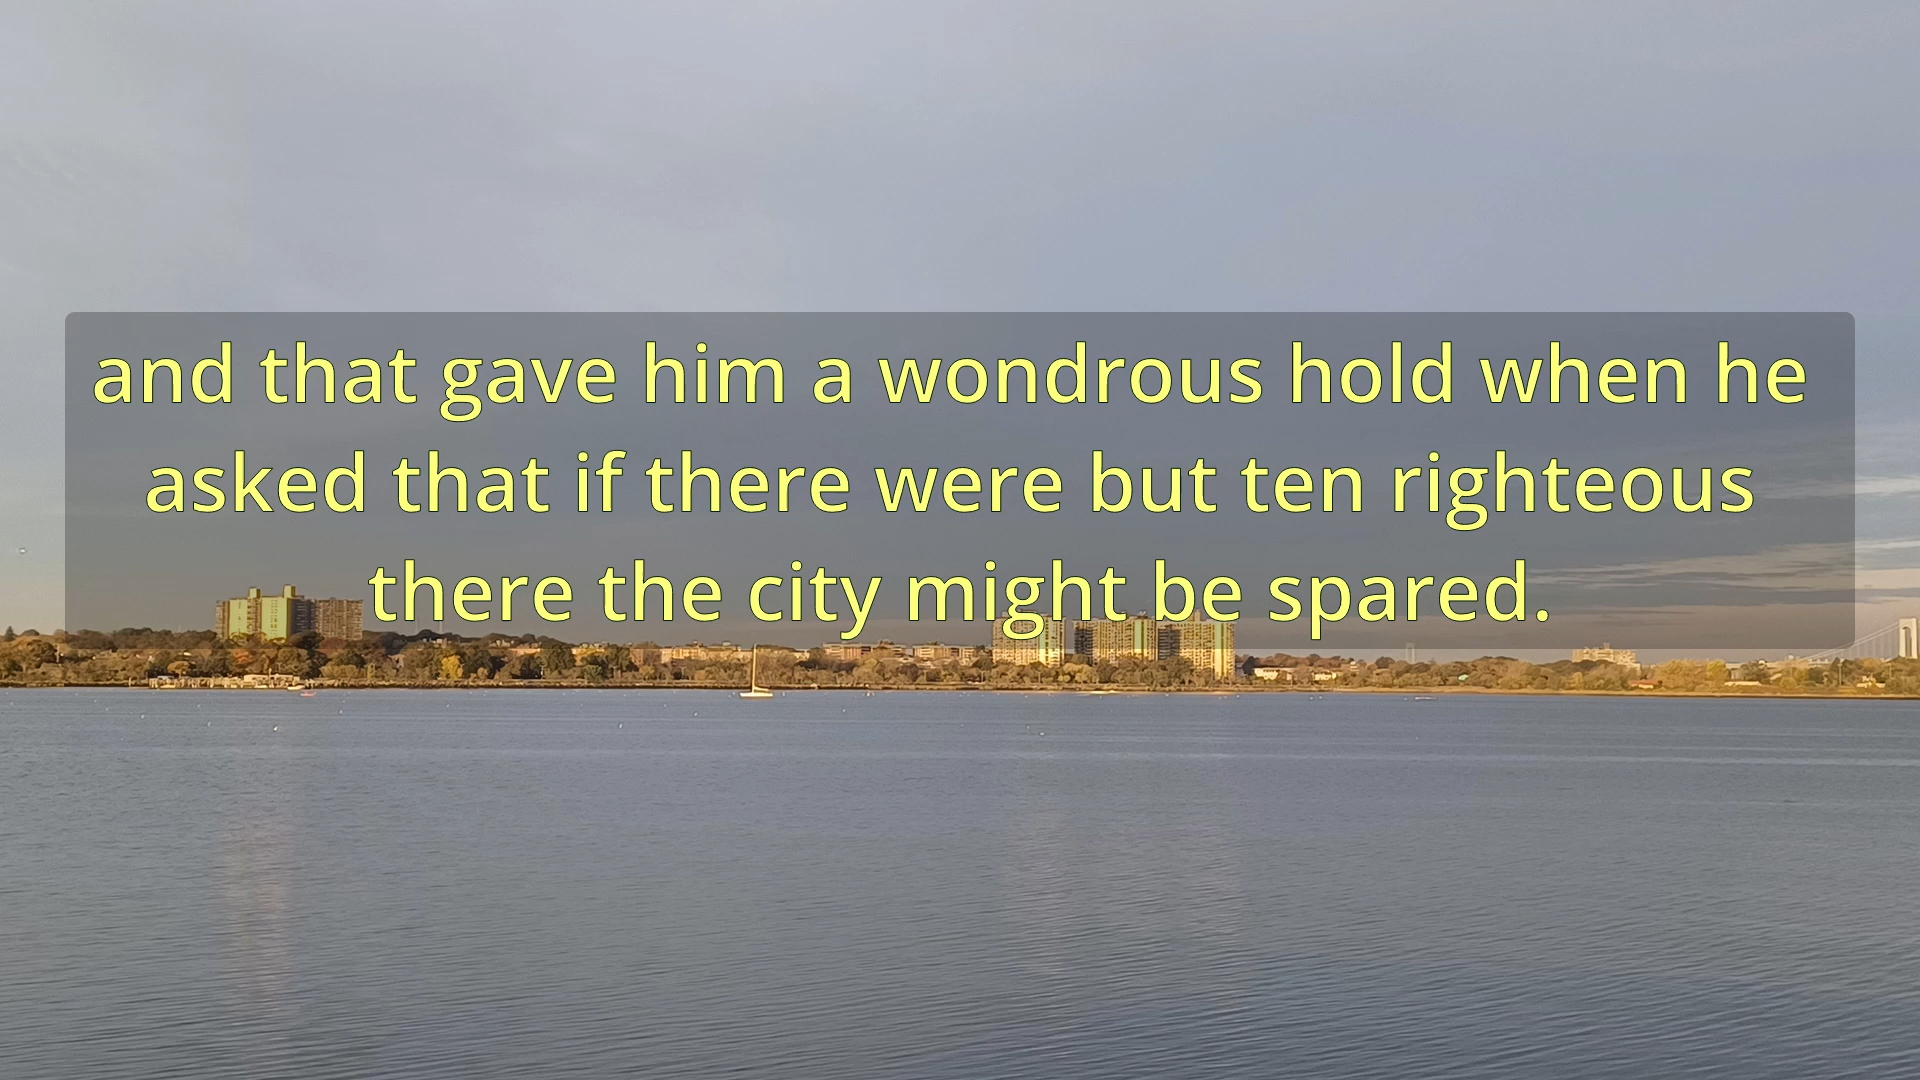 and that gave him a wondrous hold when he
asked that if there were but ten righteous
there the city might be spared.